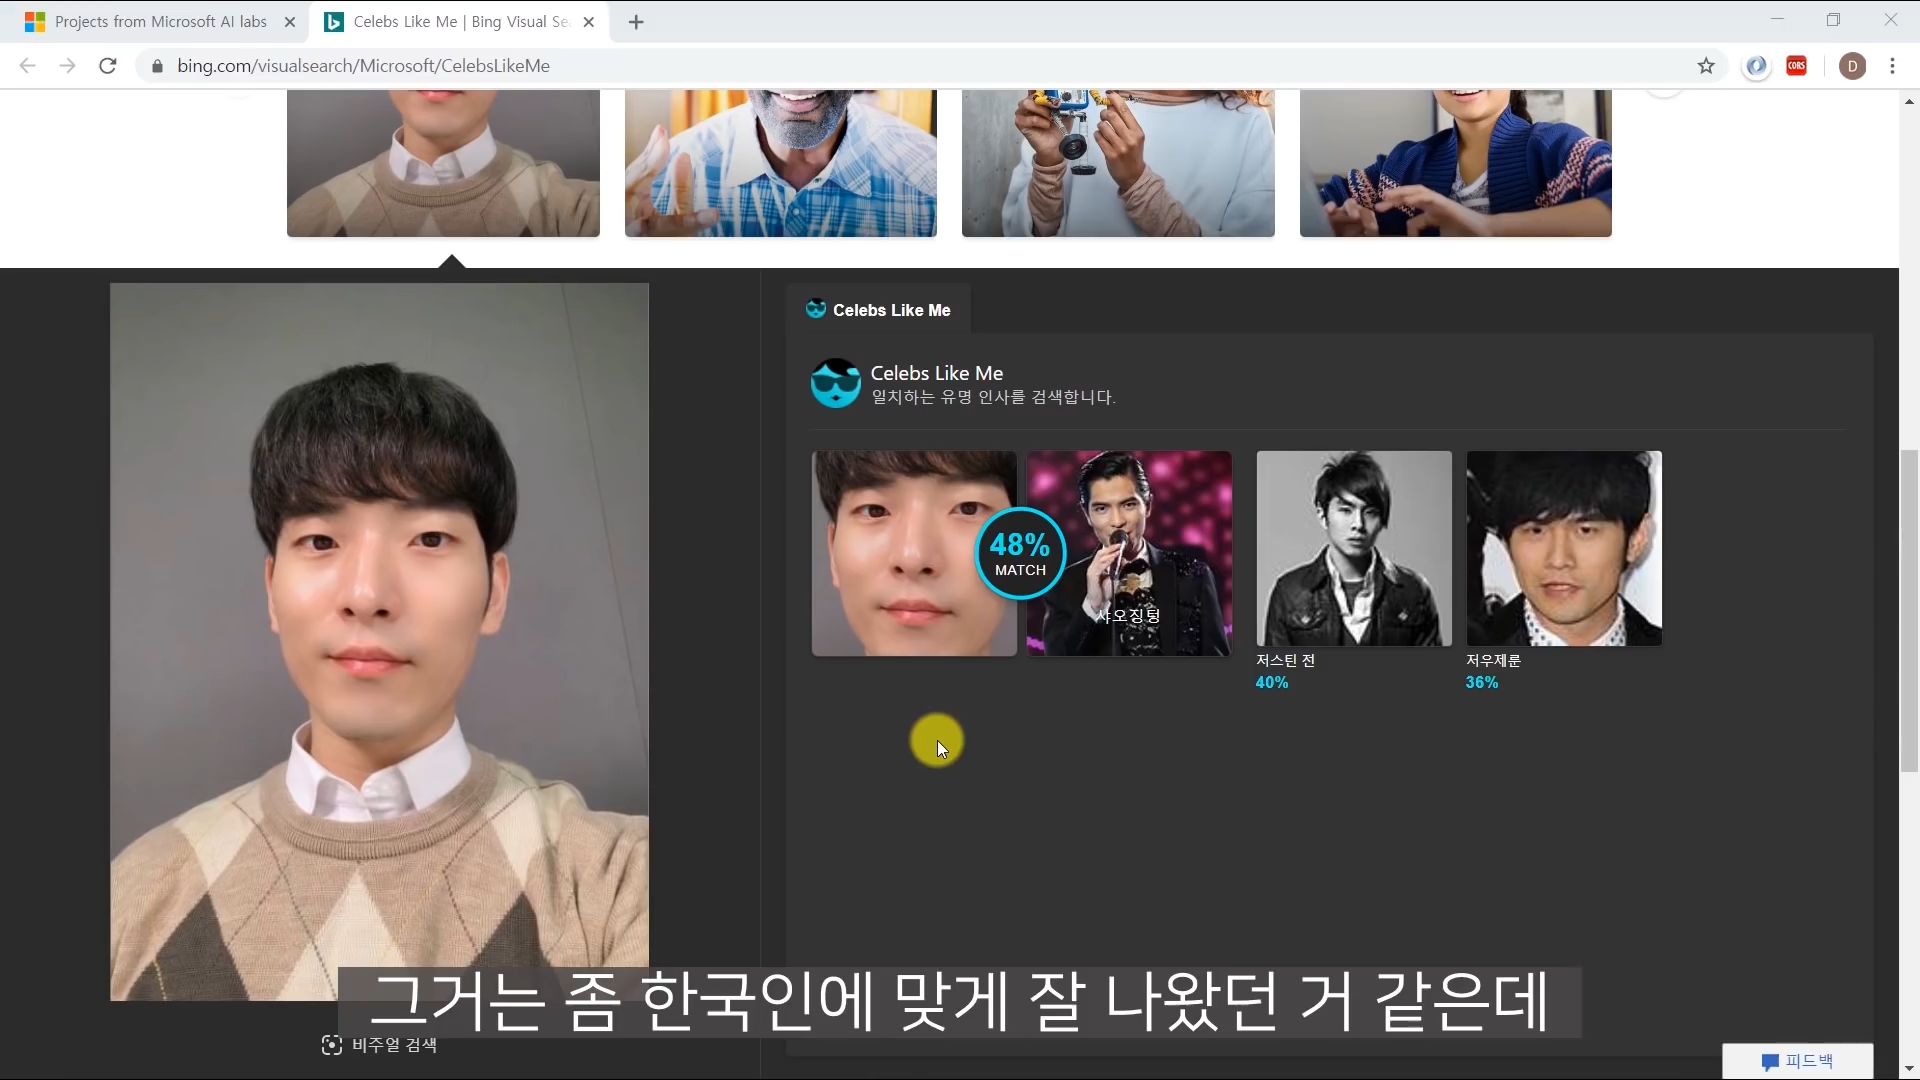 Projects from Microsoft AI labs
Celebs Like Me | Bing Visual Se
bing.com/visualsearch/Microsoft/CelebsLikeMe
CORS
D
Celebs Like Me
Celebs Like Me
일치하는 유명 인사를 검색합니다.
48%
MATCH
샤오징텅
저스틴 전
40%
저우제룬
36%
그거는 좀 한국인에 맞게 잘 나왔던 거 같은데
비주얼 검색
피드백